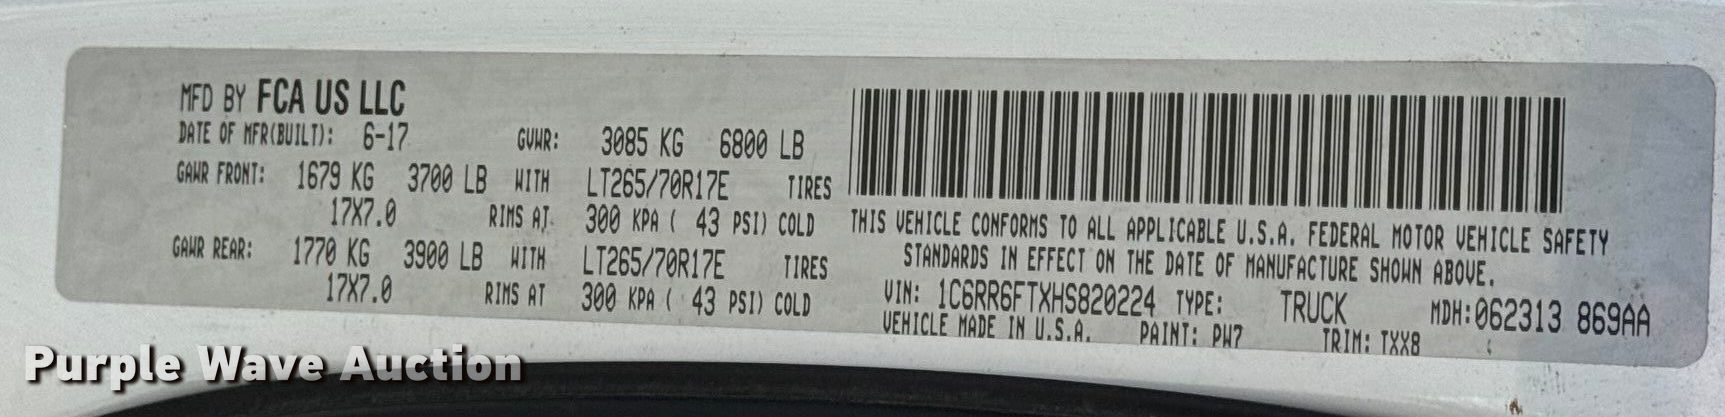 MFD BY FCA US LLC
DATE OF MFR(BUILT): 6-17 GVWR: 3085 KG 6800 LB
GAWR FRONT: 1679 KG 3700 LB WITH LT265/70R17E TIRES
17X7.0 RIMS AT 300 KPA ( 43 PSI) COLD
GAWR REAR: 1770 KG 3900 LB WITH LT265/70R17E TIRES
17X7.0 RIMS AT 300 KPA ( 43 PSI) COLD
THIS VEHICLE CONFORMS TO ALL APPLICABLE U.S.A. FEDERAL MOTOR VEHICLE SAFETY
STANDARDS IN EFFECT ON THE DATE OF MANUFACTURE SHOWN ABOVE.
VIN: 1C6RR6FTXHS820224 TYPE: TRUCK MDH:062313 869AA
VEHICLE MADE IN U.S.A. PAINT: PW7 TRIM: TXX8
Purple Wave Auction